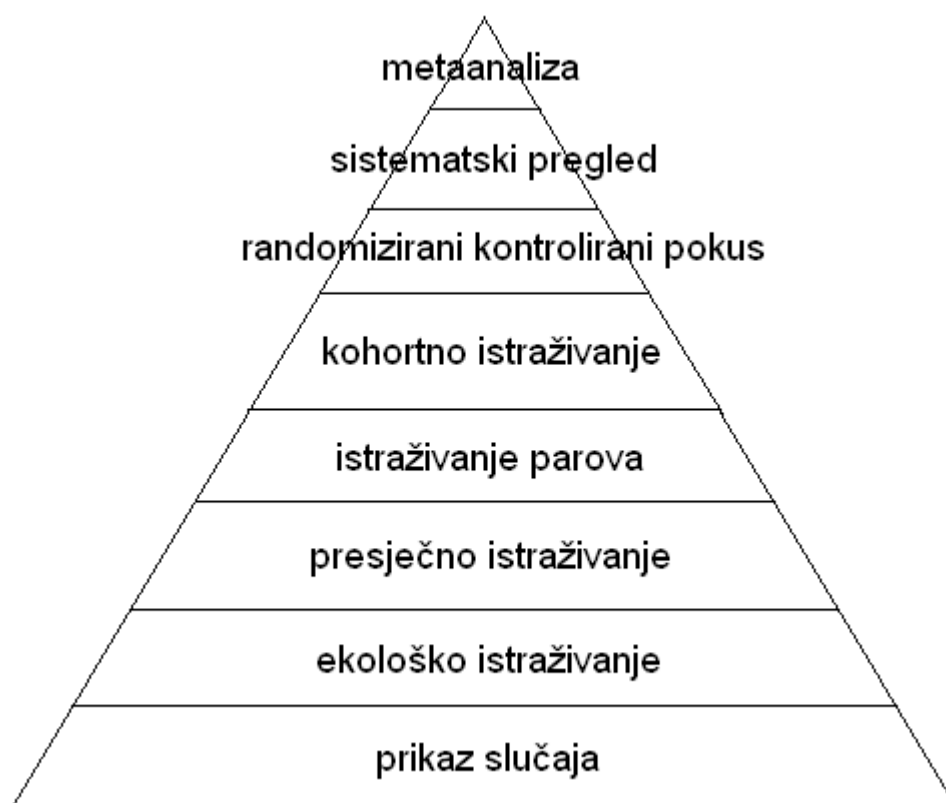 metaanaliza
sistematski pregled
randomizirani kontrolirani pokus
kohortno istraživanje
istraživanje parova
presječno istraživanje
ekološko istraživanje
prikaz slučaja